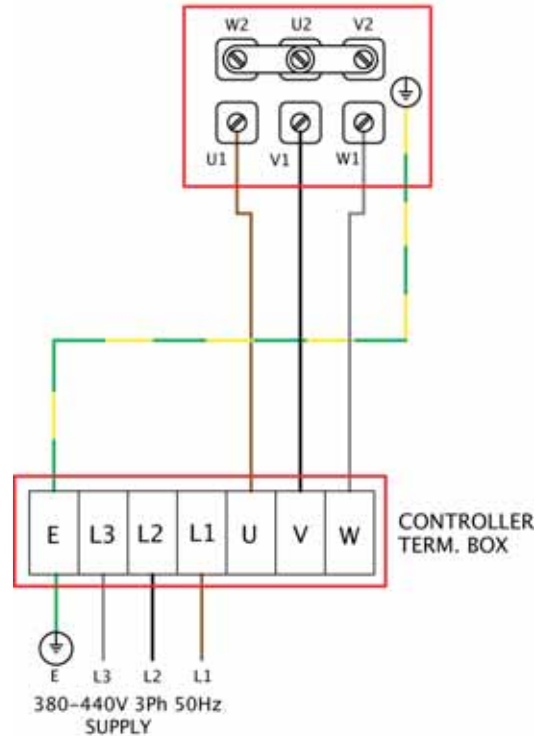 W2 U2 V2
U1 V1 W1
E L3 L2 L1 U V W
CONTROLLER
TERM. BOX
E L3 L2 L1
380-440V 3Ph 50Hz
SUPPLY